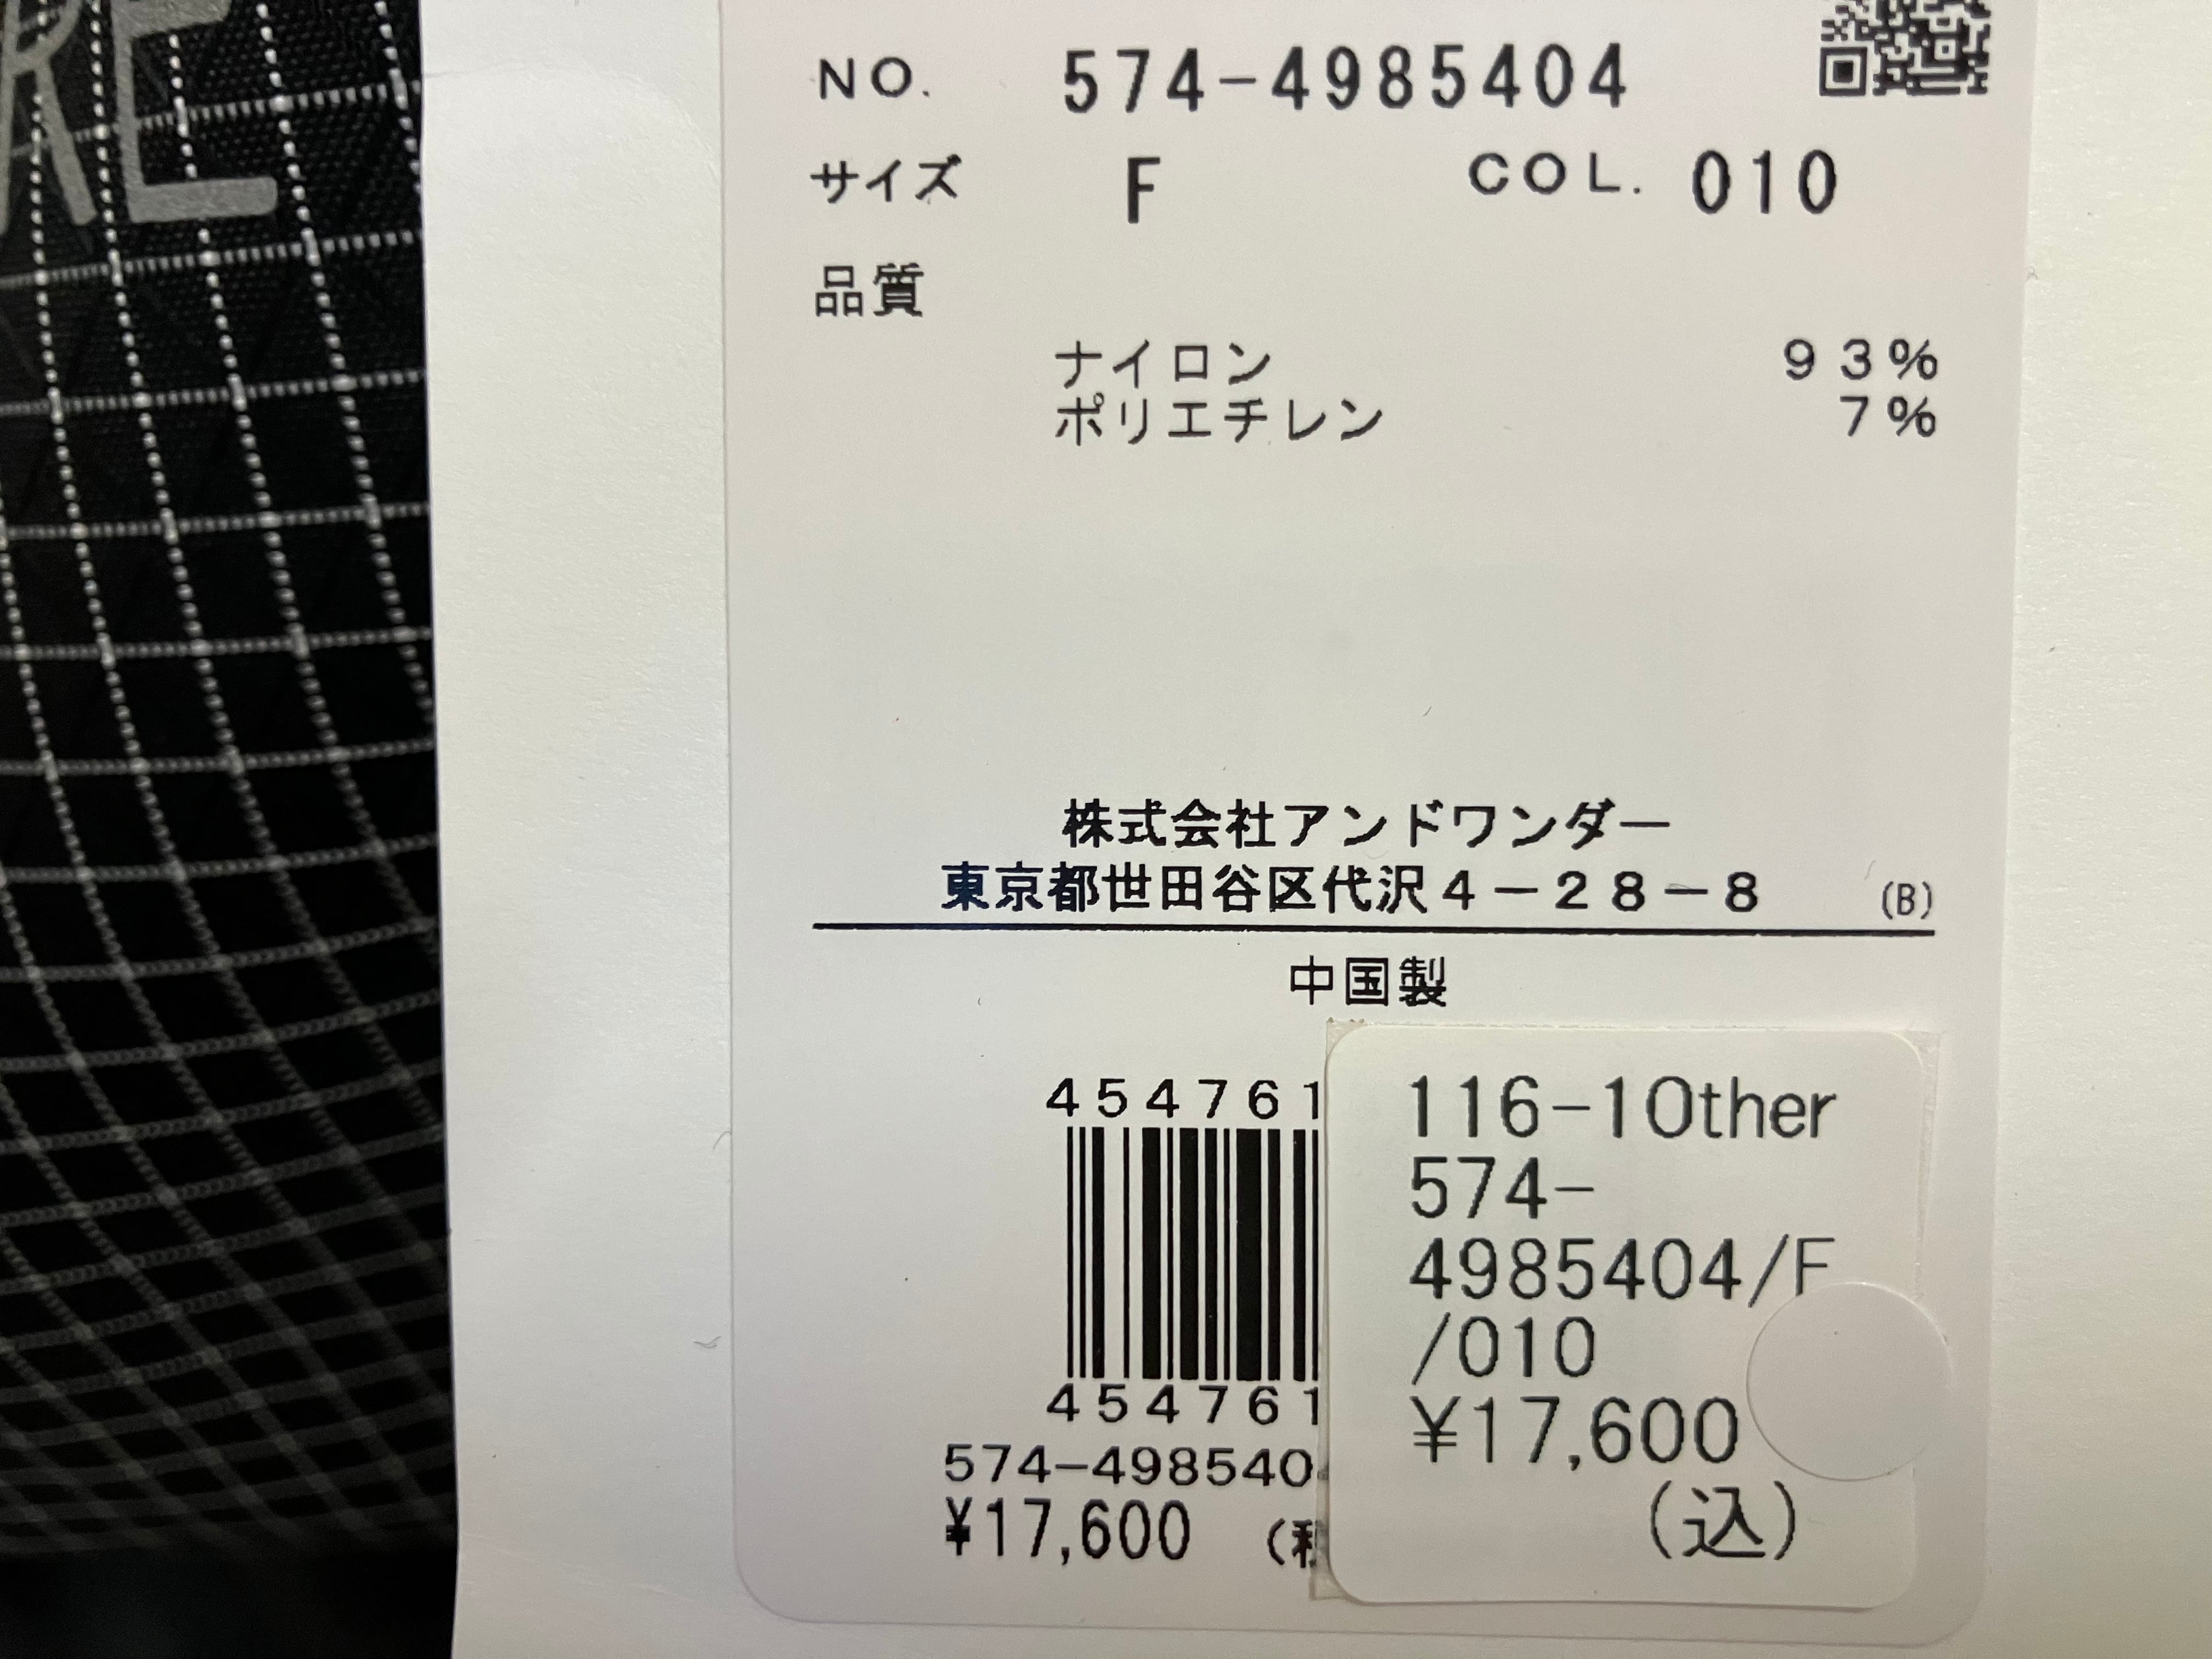 RE
NO. 574-4985404
サイズ F COL. 010
品質
ナイロン 93%
ポリエチレン 7%
株式会社アンドワンダー
東京都世田谷区代沢4-28-8 (B)
中国製
454761
454761
574-498540
¥17,600 (税
116-1Other
574-
4985404/F
/010
¥17,600
(込)